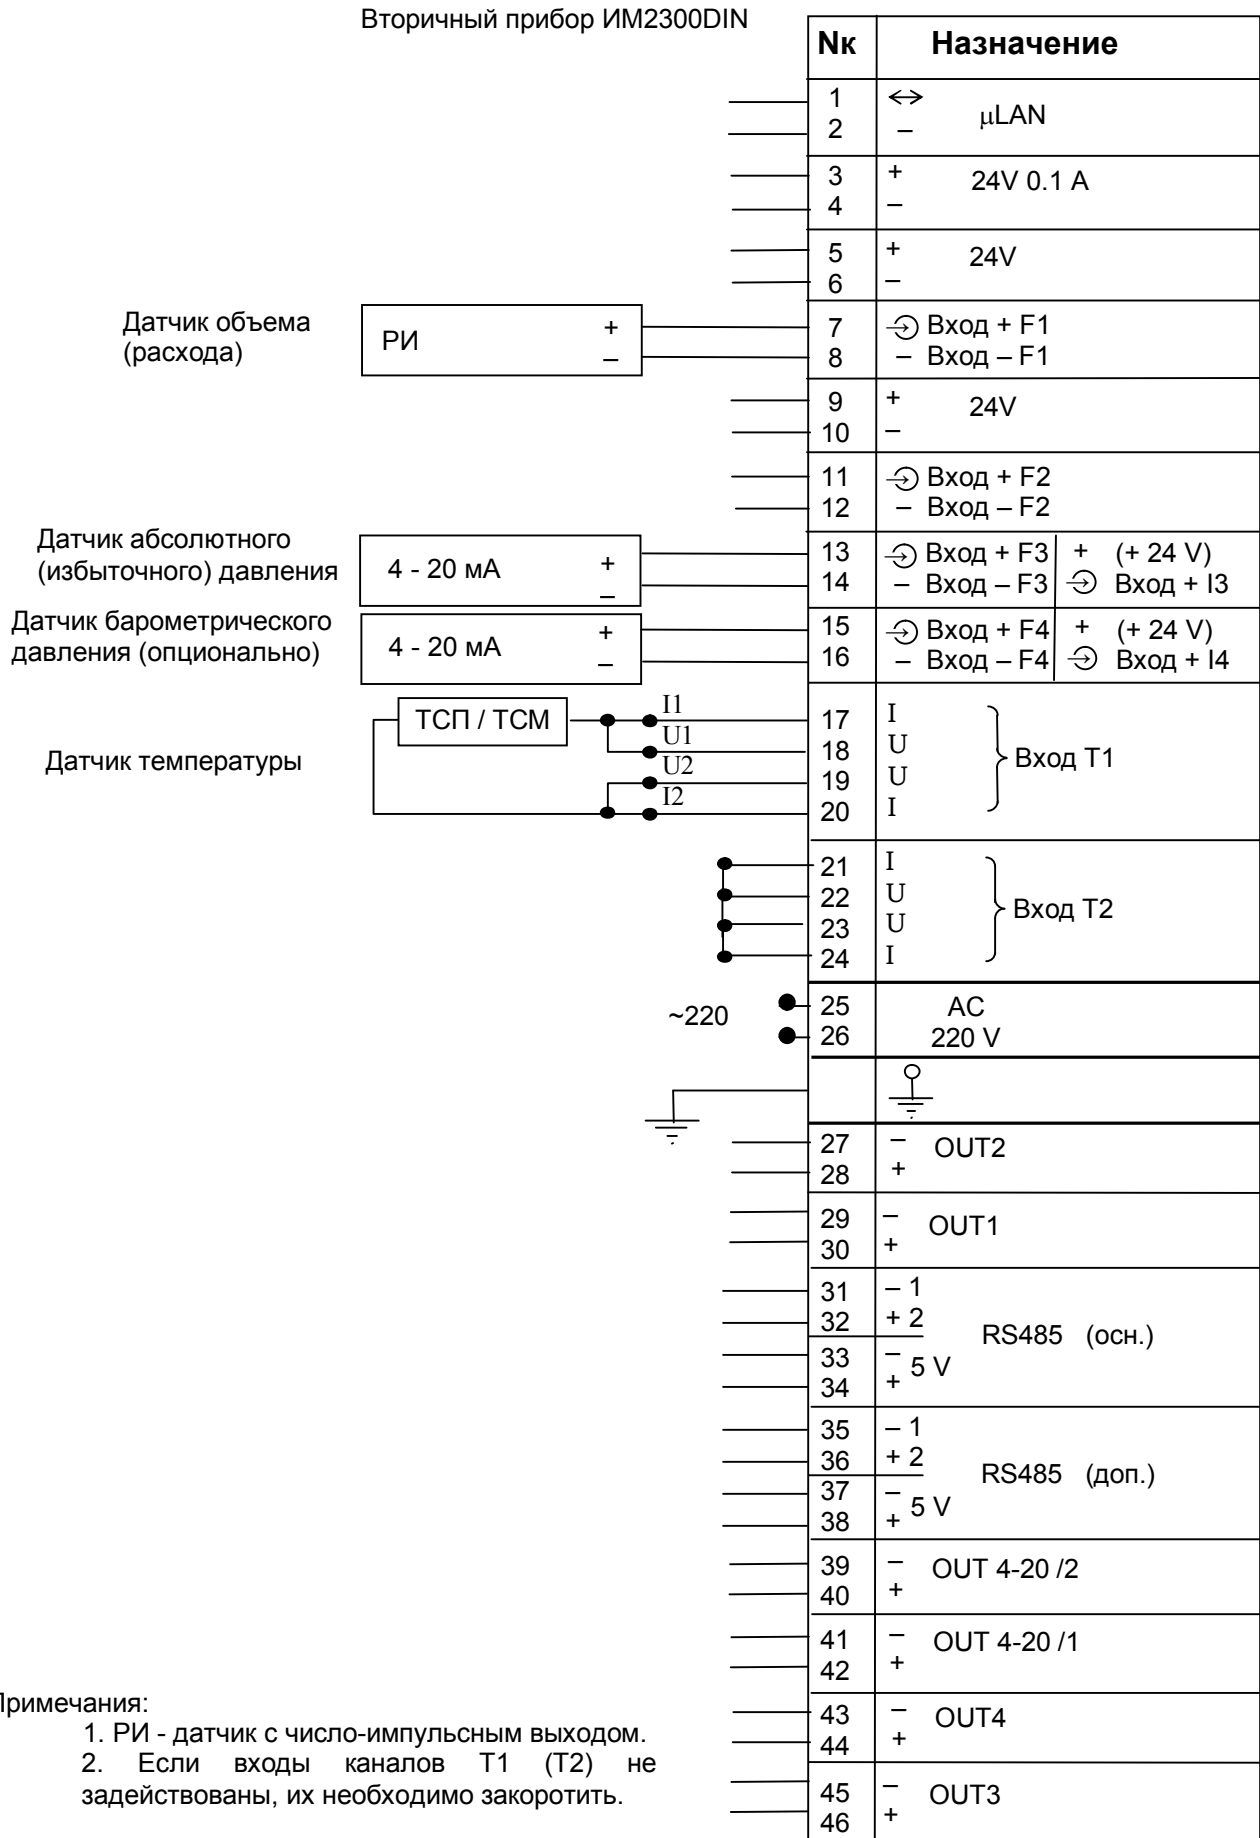 Вторичный прибор ИМ2300DIN
Nк Назначение
1 ↔ μLAN
2 –
3 + 24V 0.1 A
4 –
5 + 24V
6 –
Датчик объема
(расхода)
РИ + –
7 Вход + F1
8 – Вход – F1
9 + 24V
10 –
11 Вход + F2
12 – Вход – F2
Датчик абсолютного
(избыточного) давления
4 - 20 мА + –
13 Вход + F3 + (+ 24 V)
14 – Вход – F3 Вход + I3
Датчик барометрического
давления (опционально)
4 - 20 мА + –
15 Вход + F4 + (+ 24 V)
16 – Вход – F4 Вход + I4
Датчик температуры
ТСП / ТСМ
I1 17 I
U1 18 U
Вход T1
U2 19 U
I2 20 I
21 I
22 U
Вход T2
23 U
24 I
~220
25 AC
26 220 V
27 – OUT2
28 +
29 – OUT1
30 +
31 – 1
32 + 2
RS485 (осн.)
33 – 5 V
34 +
35 – 1
36 + 2
RS485 (доп.)
37 – 5 V
38 +
39 – OUT 4-20 /2
40 +
41 – OUT 4-20 /1
42 +
43 – OUT4
44 +
45 – OUT3
46 +
Примечания:
1. РИ - датчик с число-импульсным выходом.
2. Если входы каналов Т1 (Т2) не
задействованы, их необходимо закоротить.